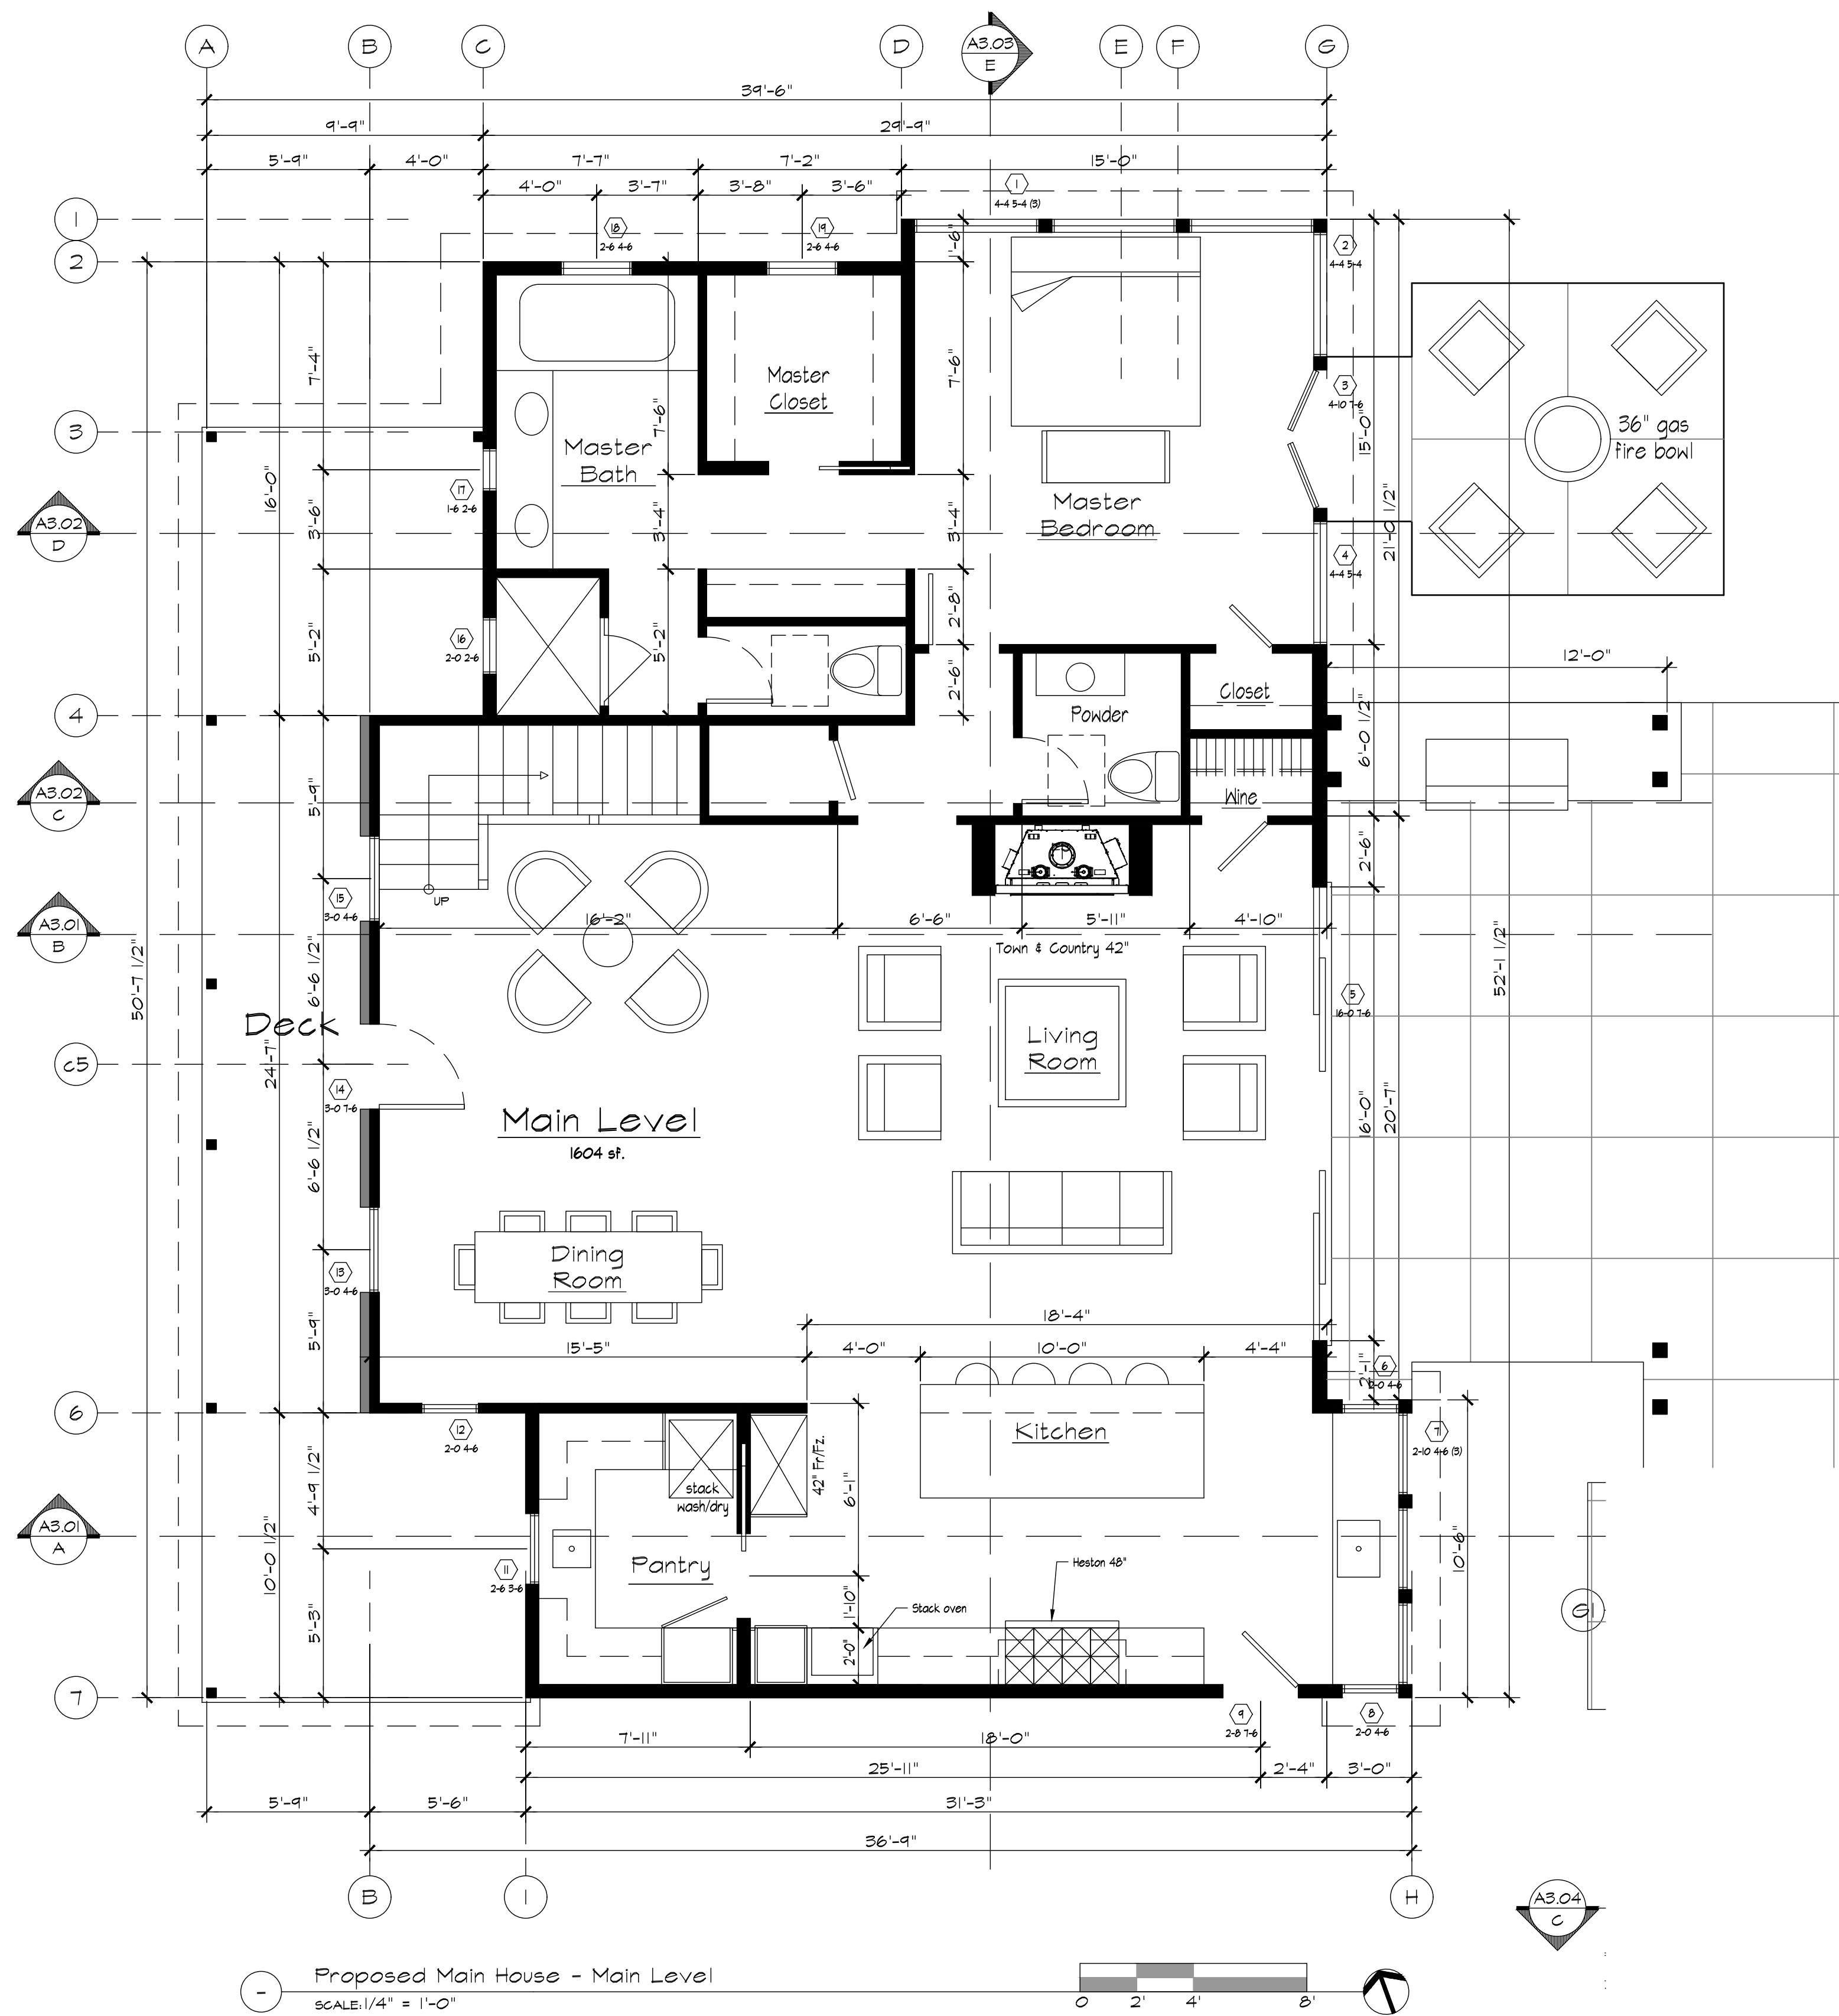 A
B
C
D
A3.03
E
E
F
G
39'-6"
9'-9"
29'-9"
5'-9"
4'-0"
7'-7"
7'-2"
15'-0"
4'-0"
3'-7"
3'-8"
3'-6"
1
4-4 5-4 (3)
1
2
18
2-6 4-6
19
2-6 4-6
1'-6"
2
4-4 5-4
7'-4"
7'-6"
Master
Closet
3
4-10 7-6
15'-0"
36" gas
fire bowl
3
7'-6"
Master
Bath
16'-0"
17
1-6 2-6
Master
Bedroom
21'-0 1/2"
A3.02
D
3'-6"
3'-4"
3'-4"
4
4-4 5-4
2'-8"
5'-2"
16
2-0 2-6
5'-2"
12'-0"
2'-6"
Closet
4
Powder
6'-0 1/2"
A3.02
C
5'-9"
Wine
2'-6"
15
3-0 4-6
UP
A3.01
B
16'-2"
6'-6"
5'-11"
4'-10"
Town & Country 42"
50'-7 1/2"
6'-6 1/2"
52'-1 1/2"
5
16-0 7-6
Deck
Living
Room
24'-7"
c5
14
3-0 7-6
16'-0"
20'-7"
Main Level
1604 sf.
6'-6 1/2"
Dining
Room
13
3-0 4-6
18'-4"
5'-9"
15'-5"
4'-0"
10'-0"
4'-4"
2'-1"
6
2-0 4-6
6
12
2-0 4-6
Kitchen
7
2-10 4-6 (3)
42" Fr/Fz.
stack
wash/dry
6'-1"
4'-9 1/2"
A3.01
A
10'-0 1/2"
10'-6"
Pantry
11
2-6 3-6
Heston 48"
1'-10"
Stack oven
G1
5'-3"
2'-0"
7
9
2-8 7-6
8
2-0 4-6
7'-11"
18'-0"
25'-11"
2'-4"
3'-0"
5'-9"
5'-6"
31'-3"
36'-9"
B
I
H
A3.04
C
-
Proposed Main House - Main Level
SCALE: 1/4" = 1'-0"
0
2'
4'
8'